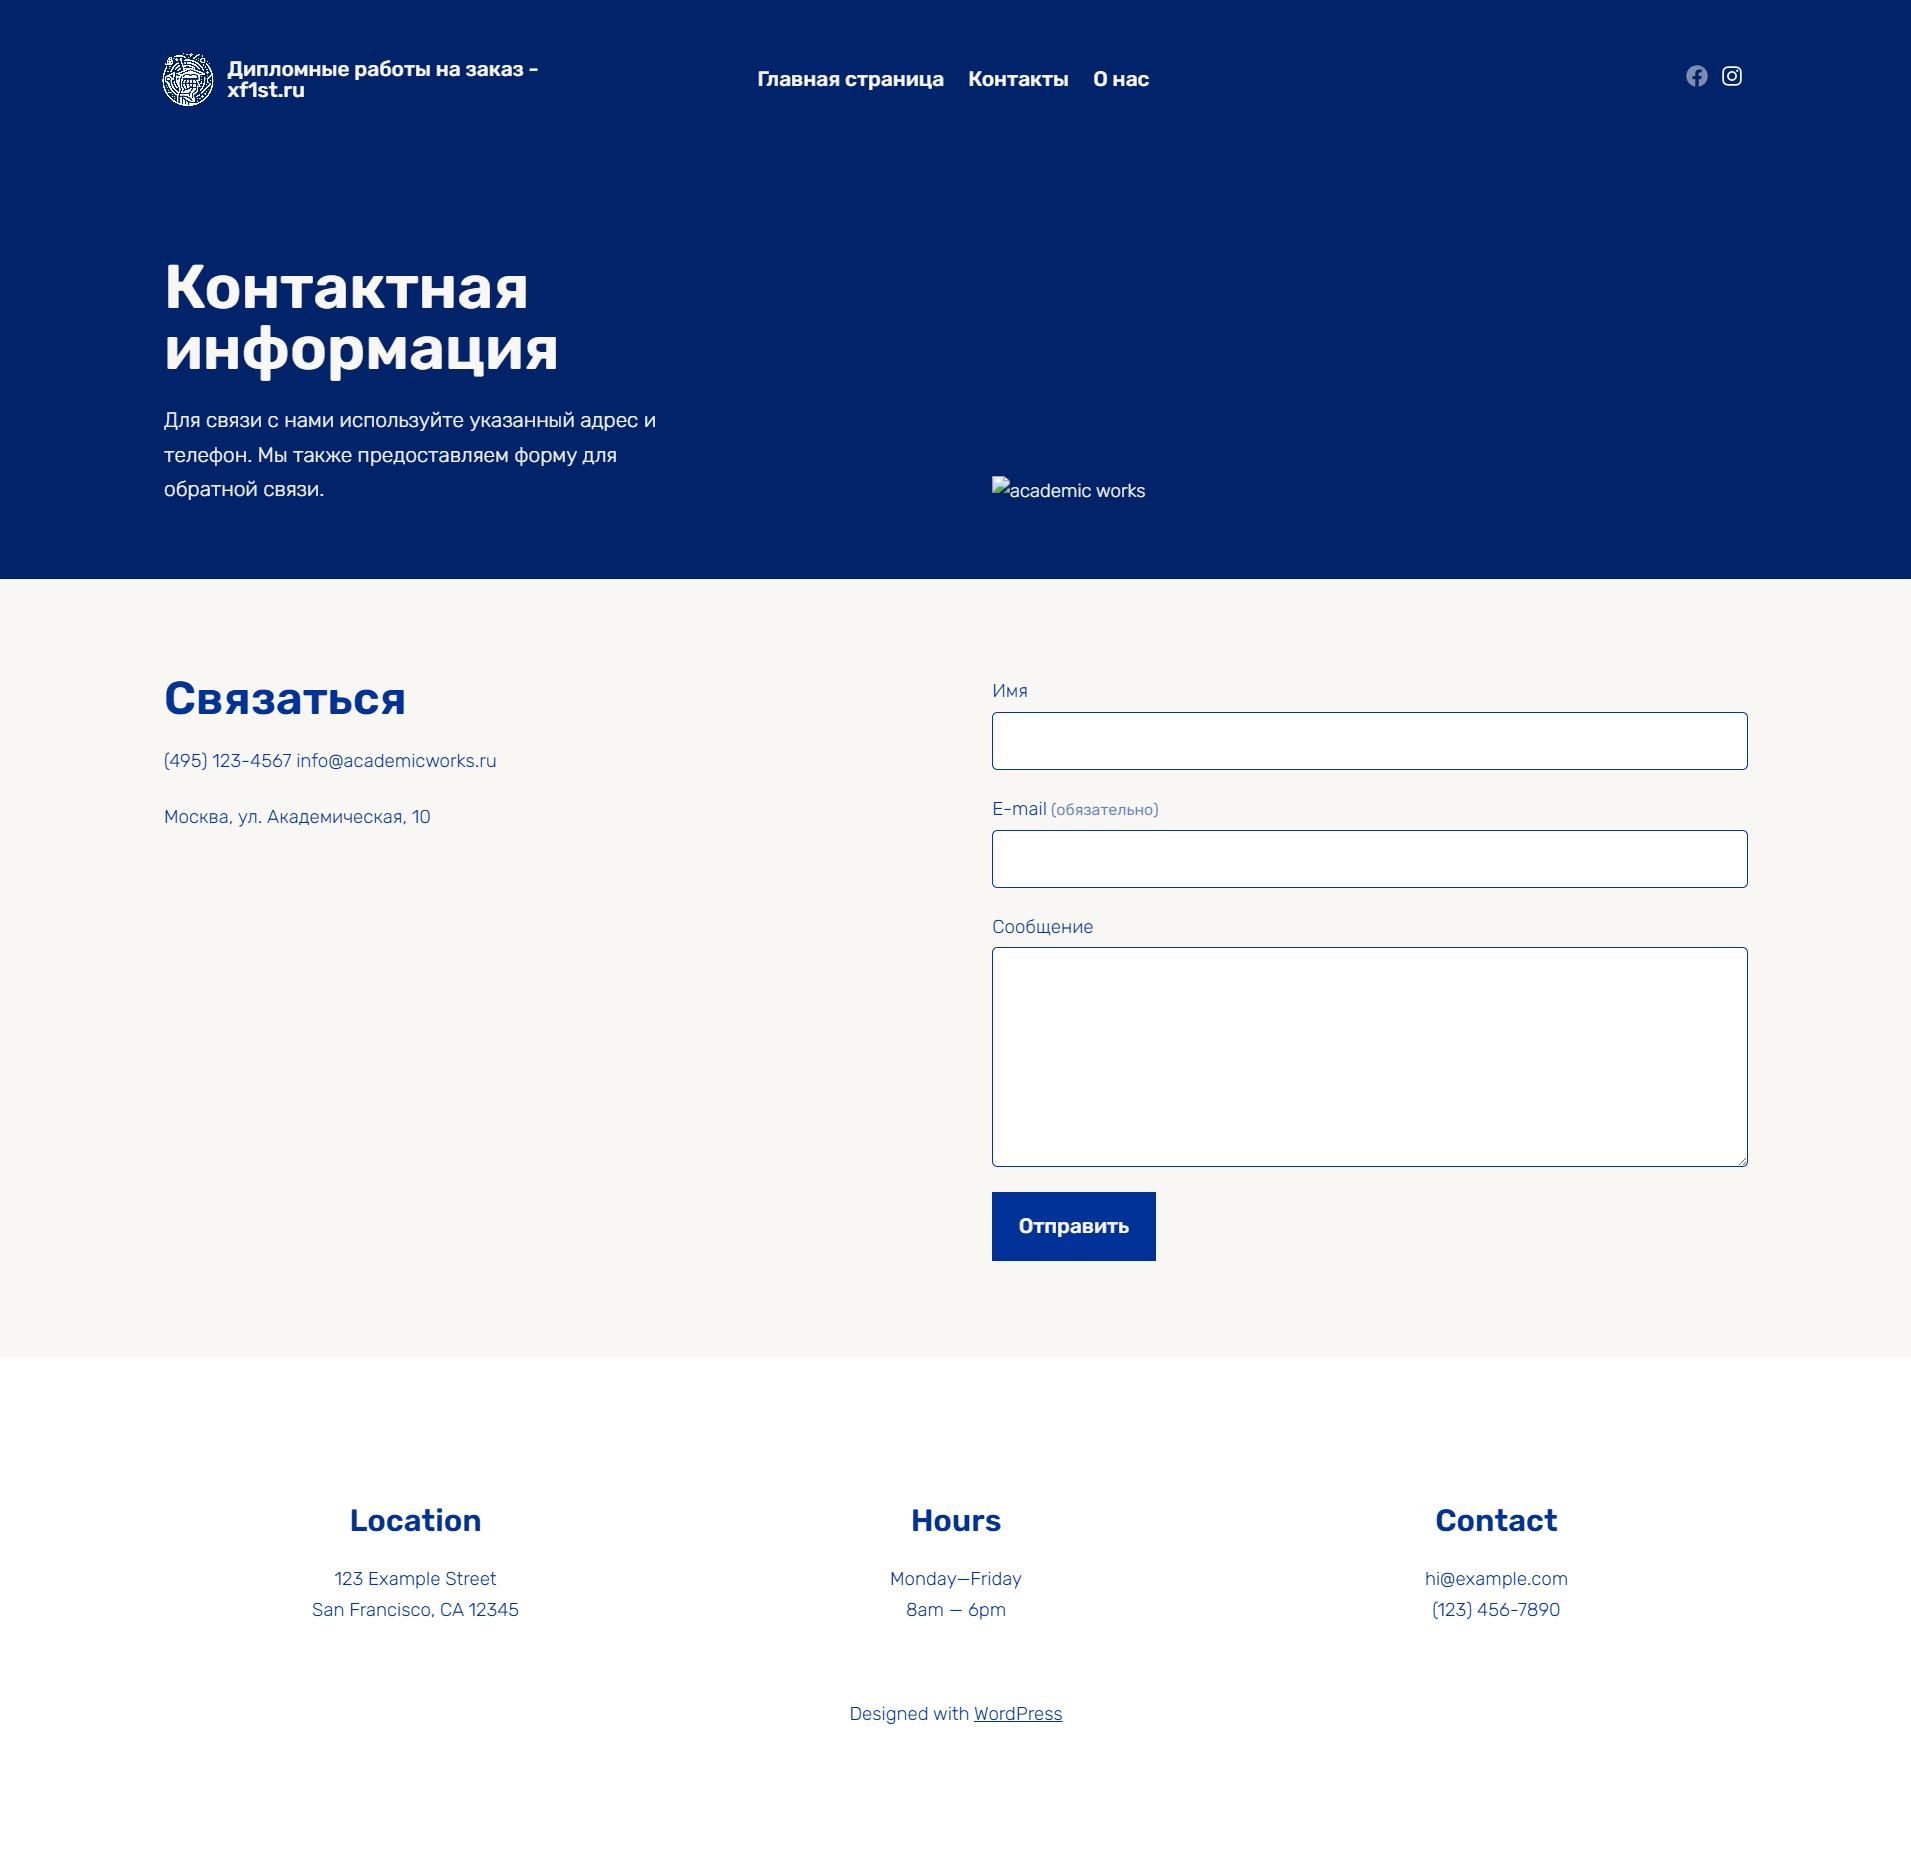 Дипломные работы на заказ -
xf1st.ru
Главная страница Контакты О нас
Контактная
информация
Для связи с нами используйте указанный адрес и
телефон. Мы также предоставляем форму для
обратной связи.
academic works
Связаться
(495) 123-4567 info@academicworks.ru
Москва, ул. Академическая, 10
Имя
E-mail (обязательно)
Сообщение
Отправить
Location
123 Example Street
San Francisco, CA 12345
Hours
Monday—Friday
8am — 6pm
Contact
hi@example.com
(123) 456-7890
Designed with WordPress